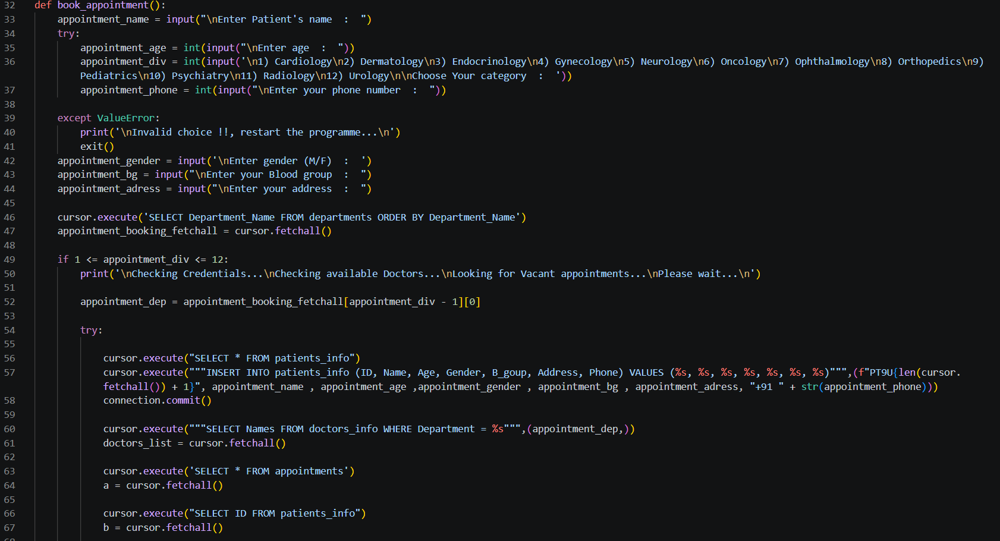 32 def book_appointment():
33 appointment_name = input("\nEnter Patient's name  :  ")
34 try:
35 appointment_age = int(input("\nEnter age  :  "))
36 appointment_div = int(input('\n1) Cardiology\n2) Dermatology\n3) Endocrinology\n4) Gynecology\n5) Neurology\n6) Oncology\n7) Ophthalmology\n8) Orthopedics\n9)
Pediatrics\n10) Psychiatry\n11) Radiology\n12) Urology\n\nChoose Your category  :  '))
37 appointment_phone = int(input("\nEnter your phone number  :  "))
38
39 except ValueError:
40 print('\nInvalid choice !!, restart the programme...\n')
41 exit()
42 appointment_gender = input('\nEnter gender (M/F)  :  ')
43 appointment_bg = input("\nEnter your Blood group  :  ")
44 appointment_adress = input("\nEnter your address  :  ")
45
46 cursor.execute('SELECT Department_Name FROM departments ORDER BY Department_Name')
47 appointment_booking_fetchall = cursor.fetchall()
48
49 if 1 <= appointment_div <= 12:
50 print('\nChecking Credentials...\nChecking available Doctors...\nLooking for Vacant appointments...\nPlease wait...\n')
51
52 appointment_dep = appointment_booking_fetchall[appointment_div - 1][0]
53
54 try:
55
56 cursor.execute("SELECT * FROM patients_info")
57 cursor.execute("""INSERT INTO patients_info (ID, Name, Age, Gender, B_goup, Address, Phone) VALUES (%s, %s, %s, %s, %s, %s, %s)""",(f"PT9U{len(cursor.
fetchall()) + 1}", appointment_name , appointment_age ,appointment_gender , appointment_bg , appointment_adress, "+91 " + str(appointment_phone)))
58 connection.commit()
59
60 cursor.execute("""SELECT Names FROM doctors_info WHERE Department = %s""",(appointment_dep,))
61 doctors_list = cursor.fetchall()
62
63 cursor.execute('SELECT * FROM appointments')
64 a = cursor.fetchall()
65
66 cursor.execute("SELECT ID FROM patients_info")
67 b = cursor.fetchall()
68